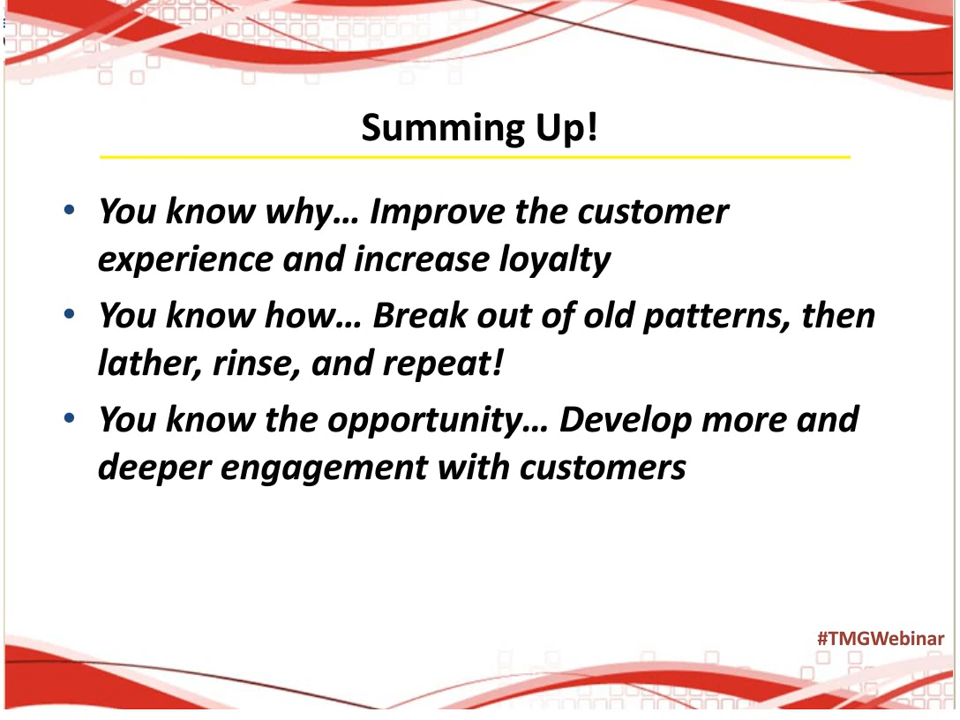 Summing Up!
• You know why... Improve the customer
experience and increase loyalty
• You know how... Break out of old patterns, then
lather, rinse, and repeat!
• You know the opportunity... Develop more and
deeper engagement with customers
#TMGWebinar